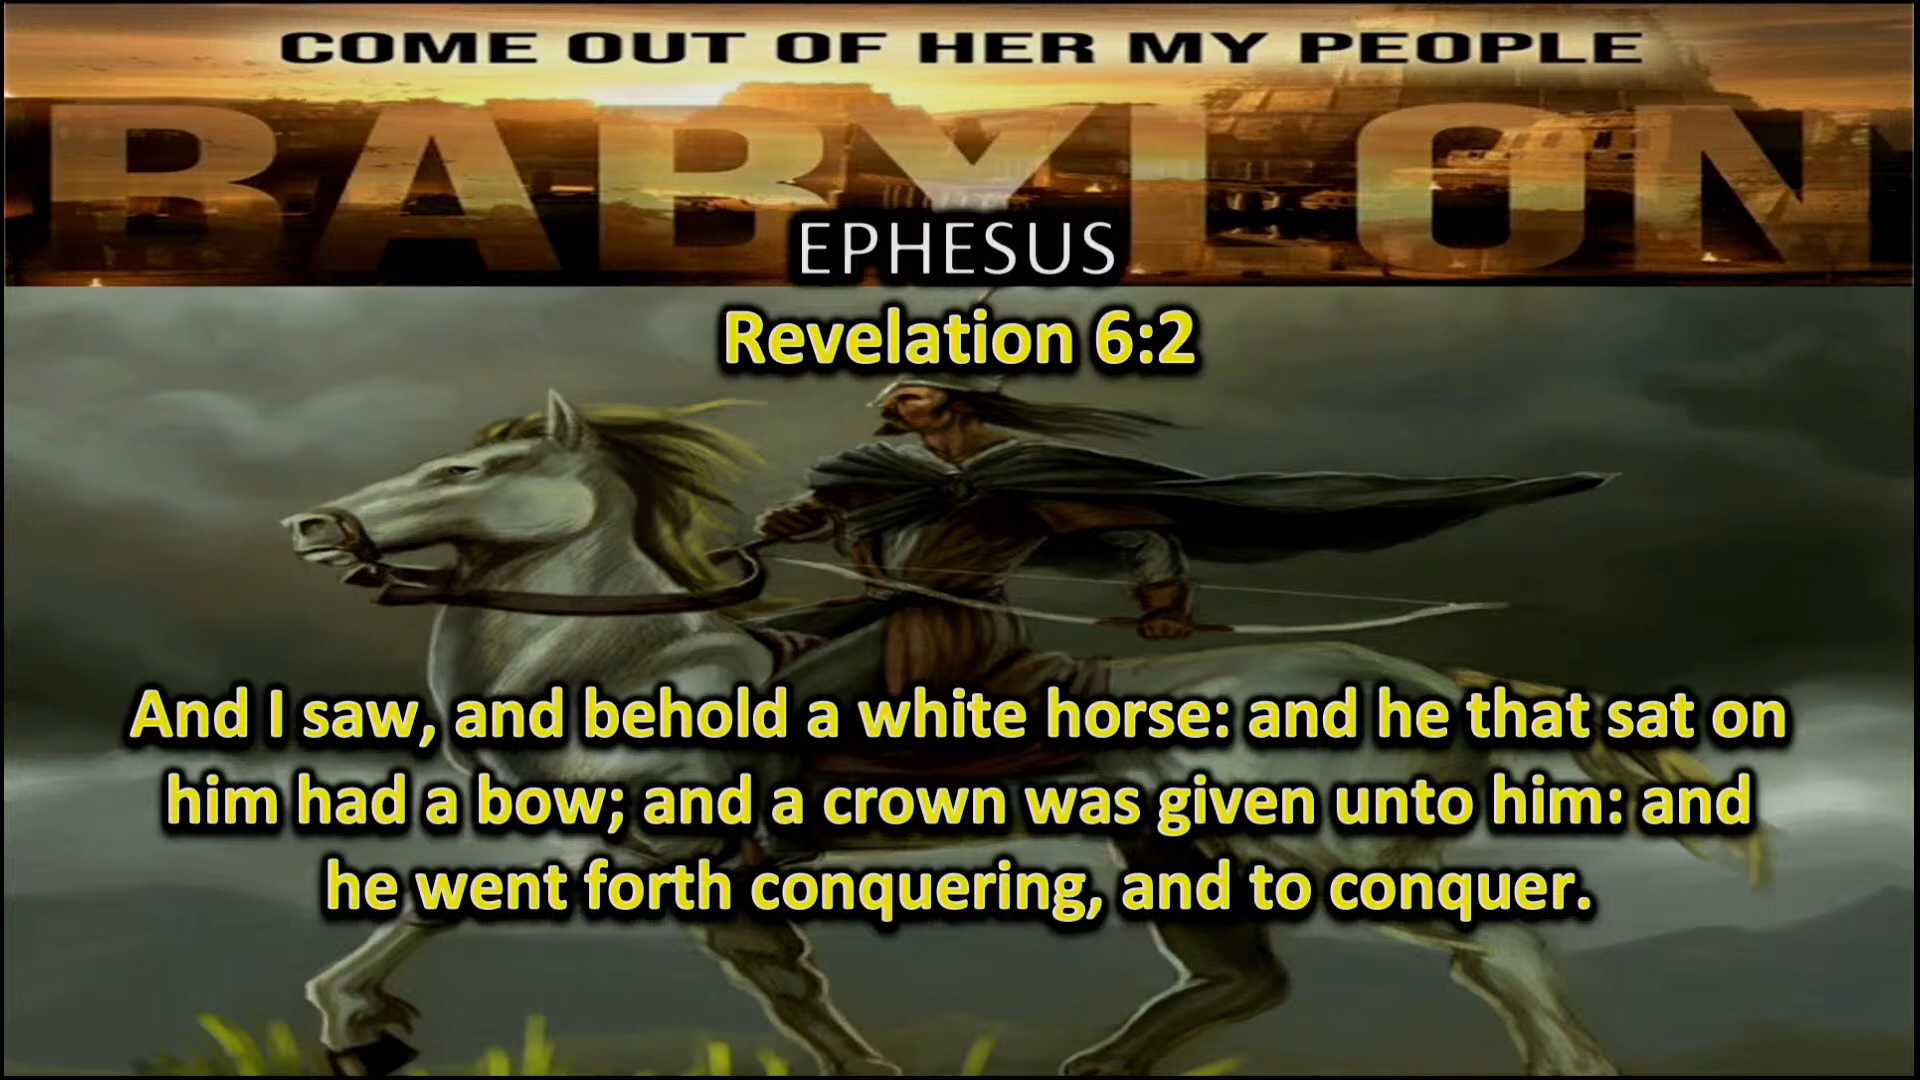 COME OUT OF HER MY PEOPLE
BABYLON
EPHESUS
Revelation 6:2
And I saw, and behold a white horse: and he that sat on
him had a bow; and a crown was given unto him: and
he went forth conquering, and to conquer.